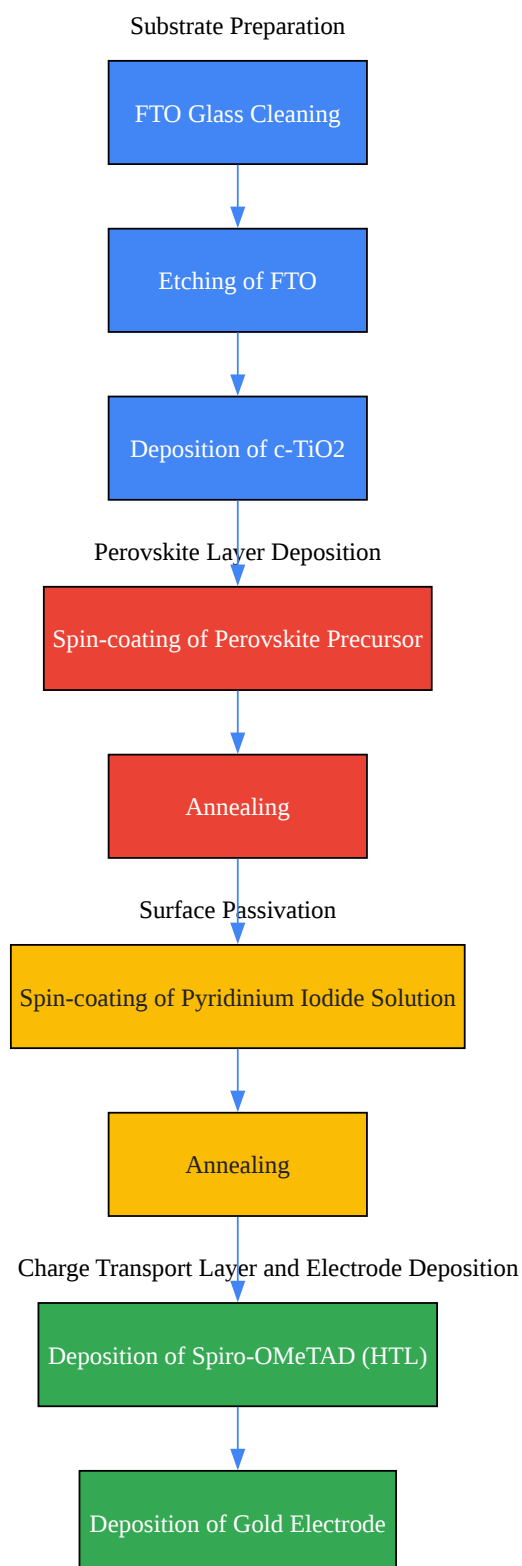 Substrate Preparation
FTO Glass Cleaning
Etching of FTO
Deposition of c-TiO2
Perovskite Layer Deposition
Spin-coating of Perovskite Precursor
Annealing
Surface Passivation
Spin-coating of Pyridinium Iodide Solution
Annealing
Charge Transport Layer and Electrode Deposition
Deposition of Spiro-OMeTAD (HTL)
Deposition of Gold Electrode